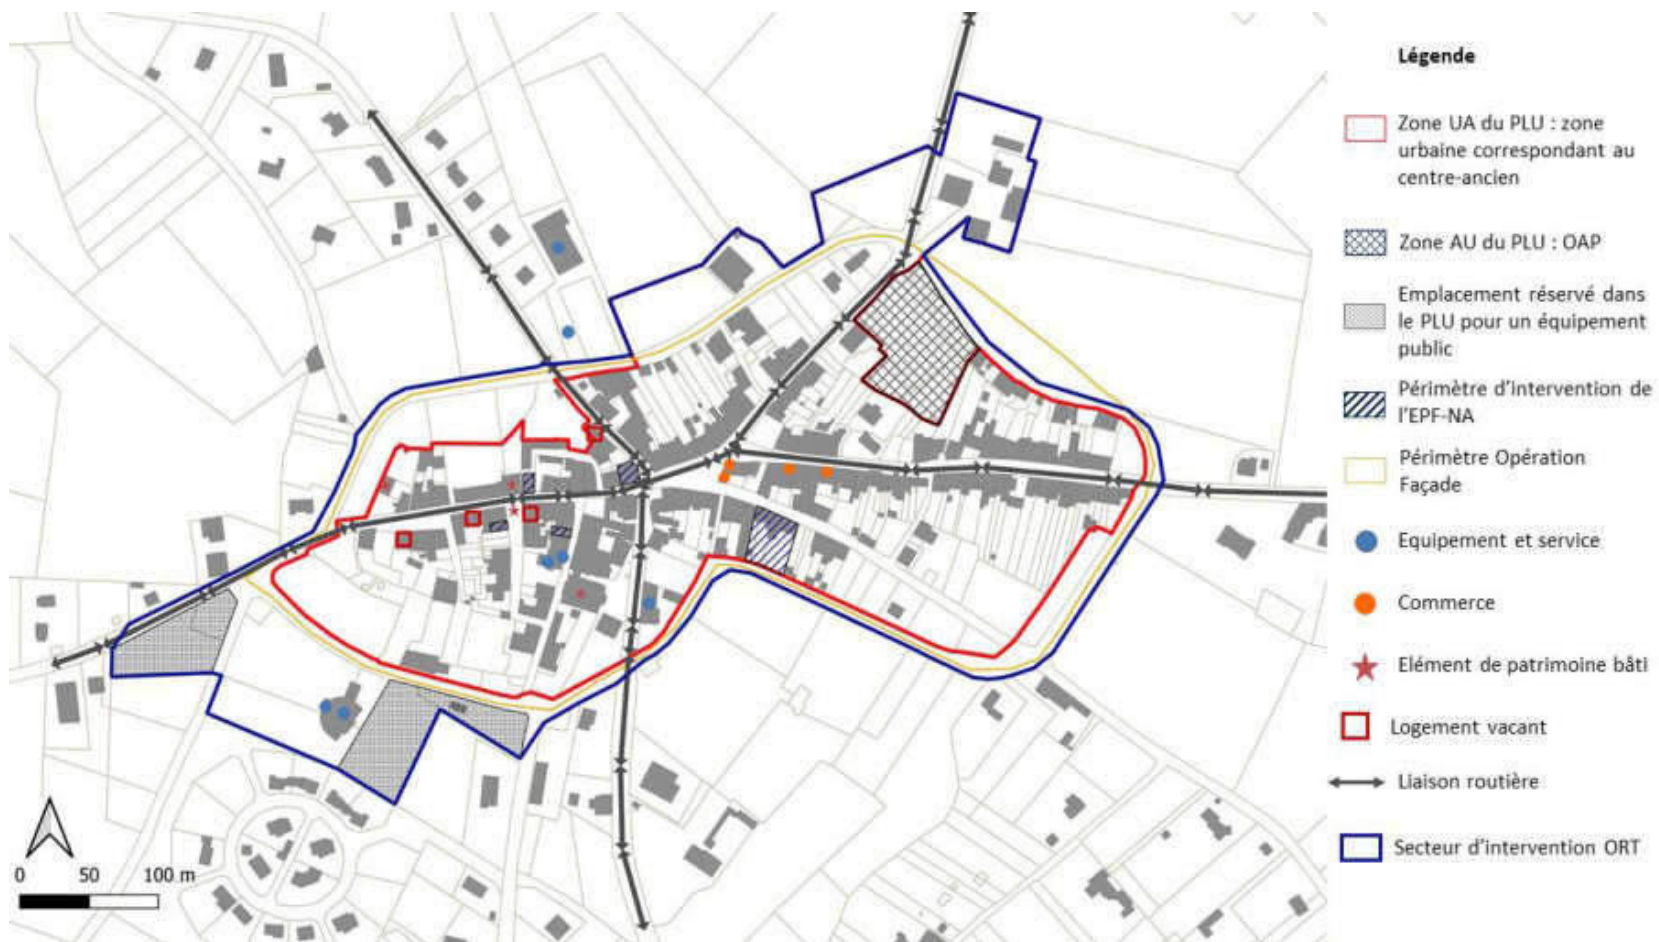 Légende
Zone UA du PLU : zone
urbaine correspondant au
centre-ancien
Zone AU du PLU : OAP
Emplacement réservé dans
le PLU pour un équipement
public
Périmètre d'intervention de
l'EPF-NA
Périmètre Opération
Façade
Equipement et service
Commerce
Elément de patrimoine bâti
Logement vacant
Liaison routière
Secteur d'intervention ORT
0 50 100 m